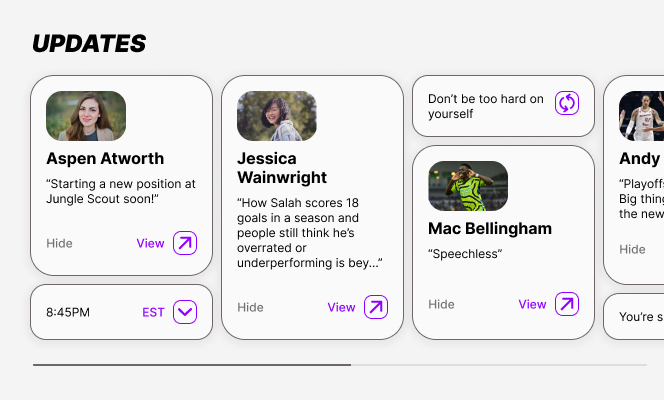 UPDATES
Aspen Atworth
“Starting a new position at
Jungle Scout soon!”
Hide
View
8:45PM
EST
Jessica
Wainwright
“How Salah scores 18
goals in a season and
people still think he’s
overrated or
underperforming is bey...”
Hide
View
Don’t be too hard on
yourself
Mac Bellingham
“Speechless”
Hide
View
Andy
“Playoffs
Big thing
the new
Hide
You’re s